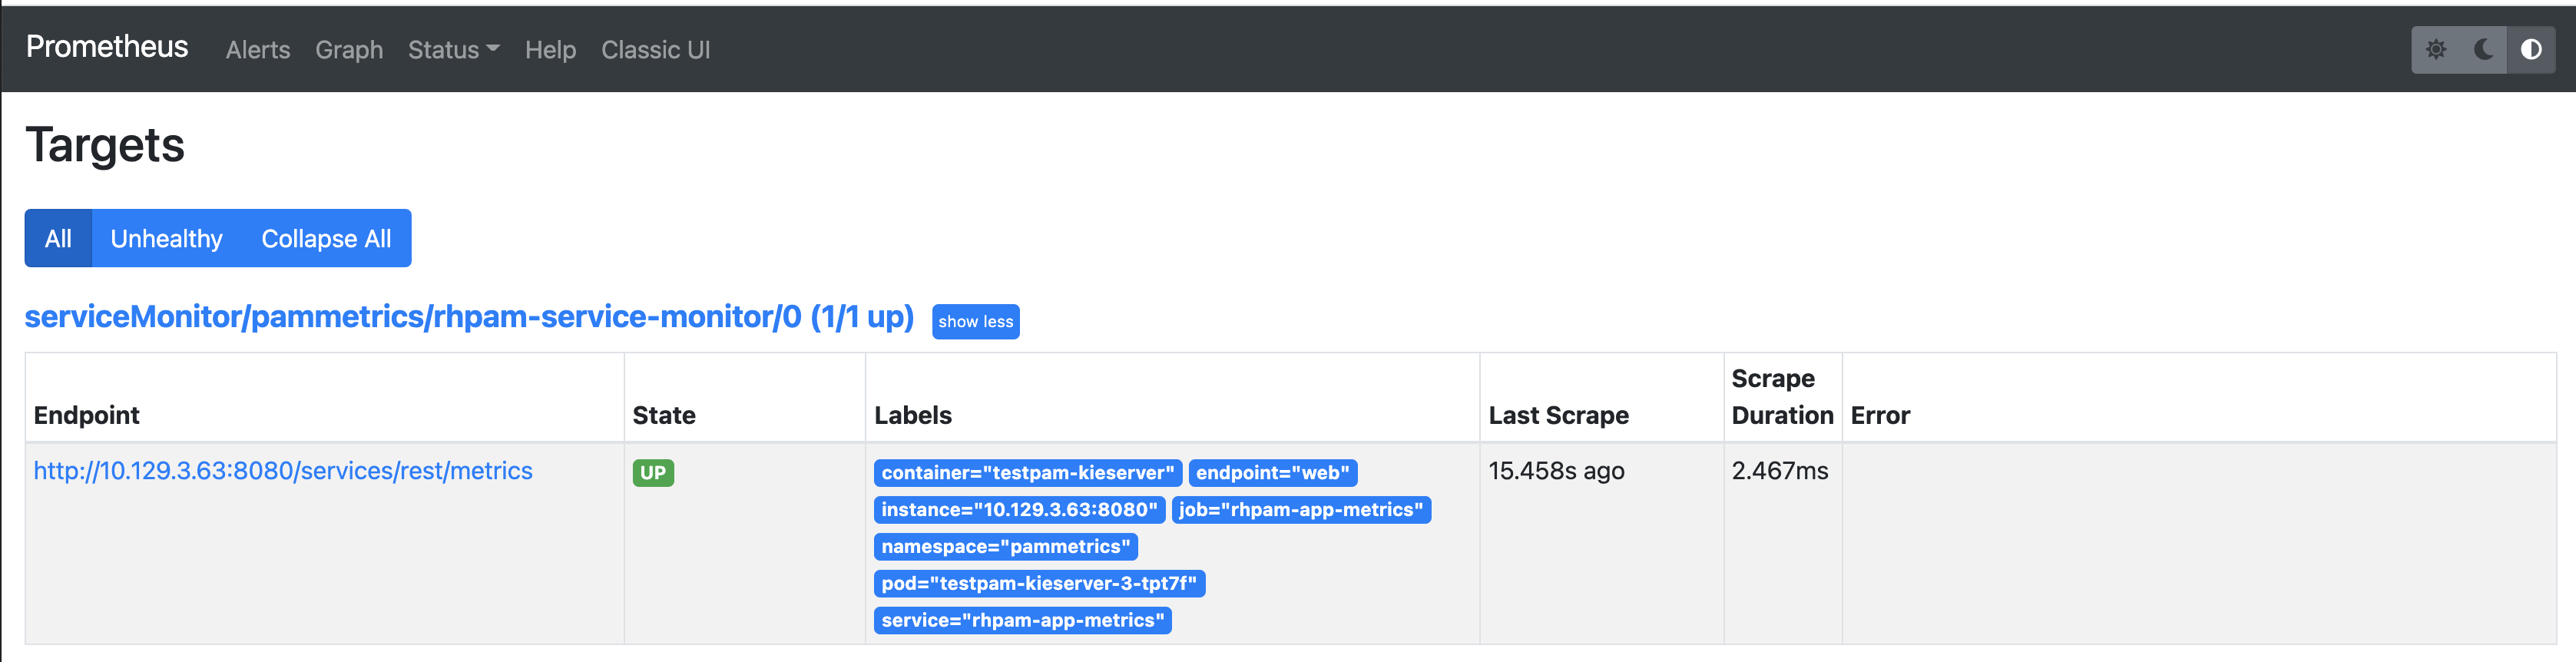 Prometheus Alerts Graph Status Help Classic UI
Targets
All Unhealthy Collapse All
serviceMonitor/pammetrics/rhpam-service-monitor/0 (1/1 up) show less
Endpoint State Labels Last Scrape Scrape Duration Error
http://10.129.3.63:8080/services/rest/metrics UP container="testpam-kieserver" endpoint="web" 15.458s ago 2.467ms
instance="10.129.3.63:8080" job="rhpam-app-metrics"
namespace="pammetrics"
pod="testpam-kieserver-3-tpt7f"
service="rhpam-app-metrics"